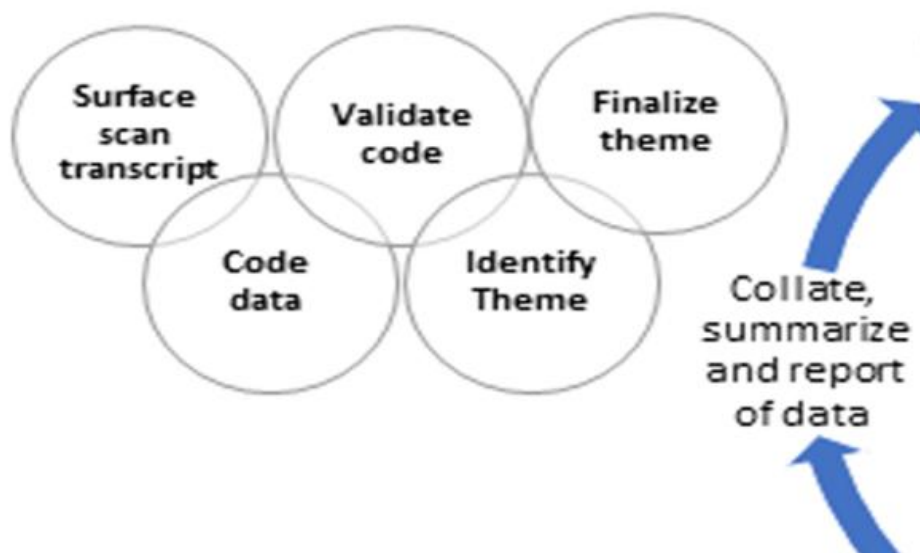 Surface
scan
transcript
Code
data
Validate
code
Identify
Theme
Finalize
theme
Collate,
summarize
and report
of data